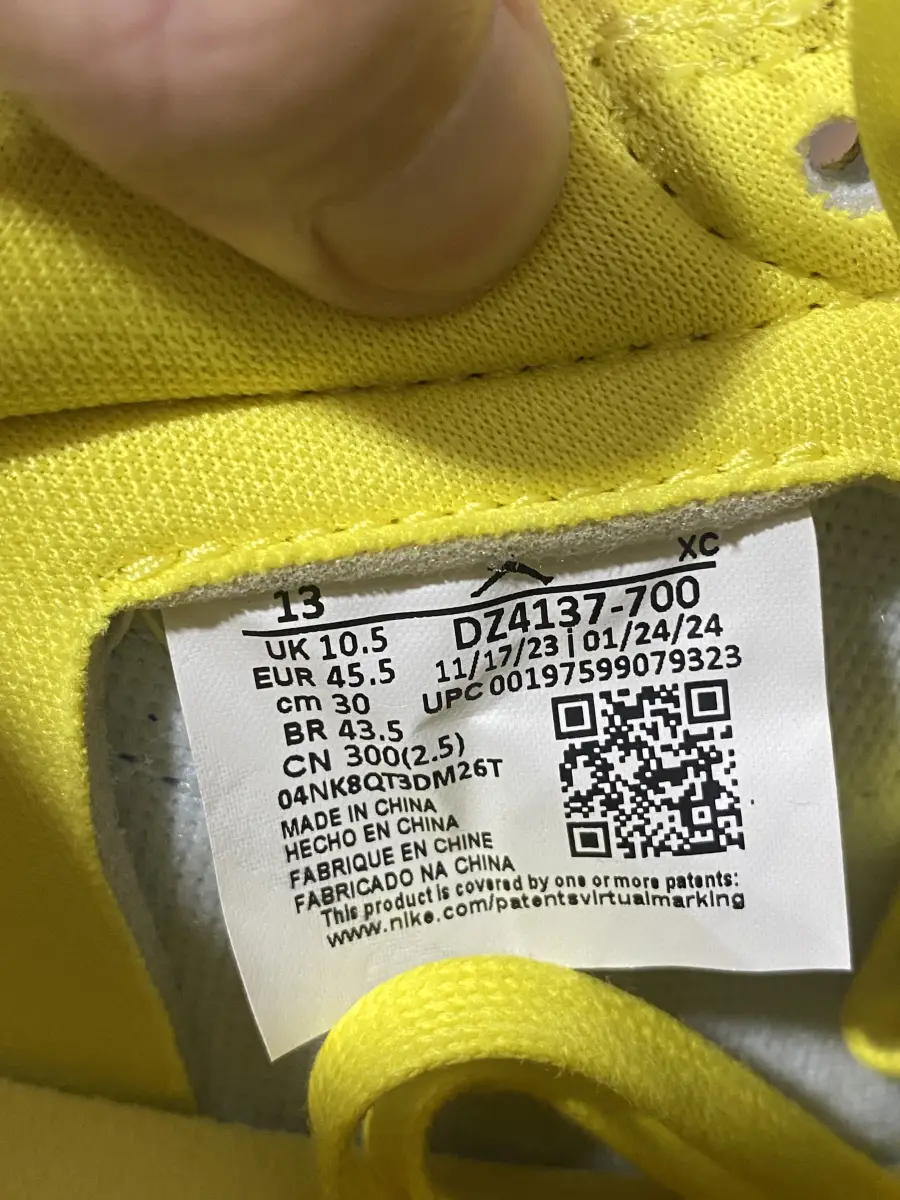 XC
13
UK 10.5
EUR 45.5
cm 30
BR 43.5
CN 300(2.5)
DZ4137-700
11/17/23 | 01/24/24
UPC 00197599079323
04NK8QT3DM26T
MADE IN CHINA
HECHO EN CHINA
FABRIQUE EN CHINE
FABRICADO NA CHINA
This product is covered by one or more patents:
www.nike.com/patentsvirtualmarking